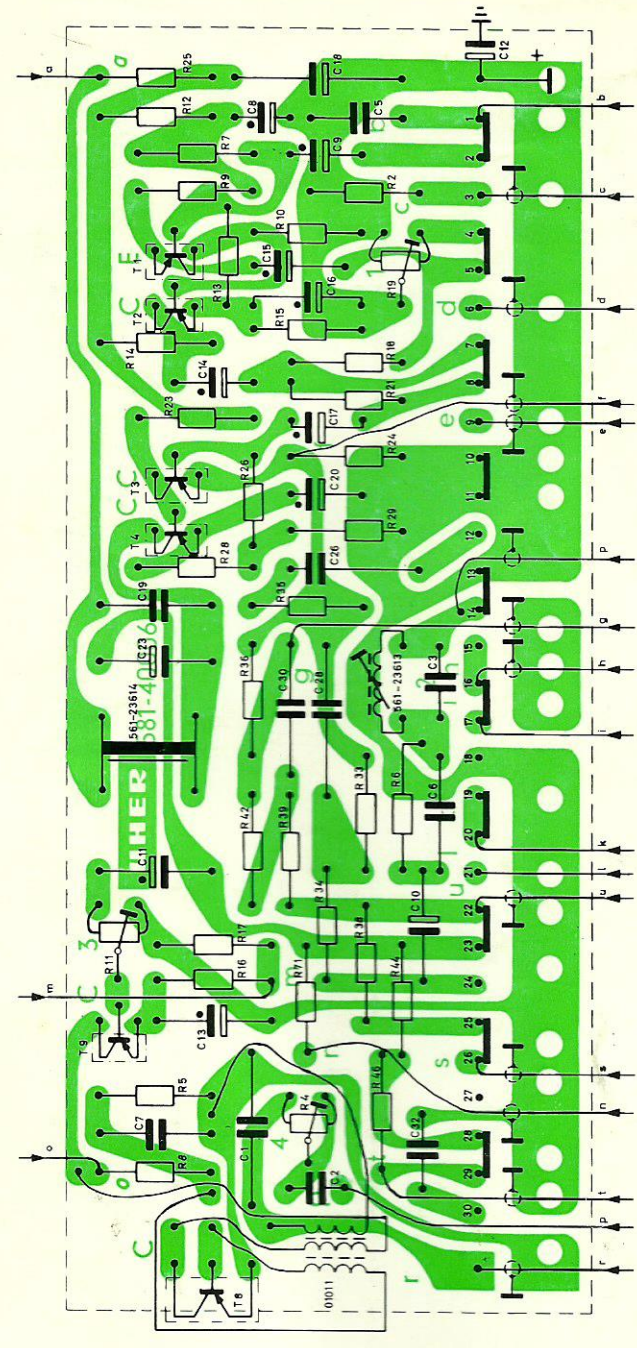 C12
+
a
a
R25
C18
R12
C8
C5
b
1
b
R7
C9
2
R9
R2
C
3
c
T1
E
R10
C15
R13
1
R19
4
5
T2
C
C16
R15
d
6
d
R14
C14
R18
7
R21
8
f
R23
C17
e
9
e
R24
T3
C
R26
C20
10
11
T4
C
R29
12
R28
C26
p
13
C19
R35
14
g
R36
g
C30
C28
15
C23
561-23613
C3
h
16
h
561-23614
17
i
18
UHER
R42
R39
R33
R6
C6
19
20
k
C11
l
21
l
R34
u
22
u
3
R11
R17
R38
C10
23
m
R16
m
R71
R44
24
C
T9
C13
r
25
s
26
s
R5
R46
27
n
C7
C1
4
R4
28
C32
o
o
R8
C2
t
29
t
30
p
C
T8
01011
r
r